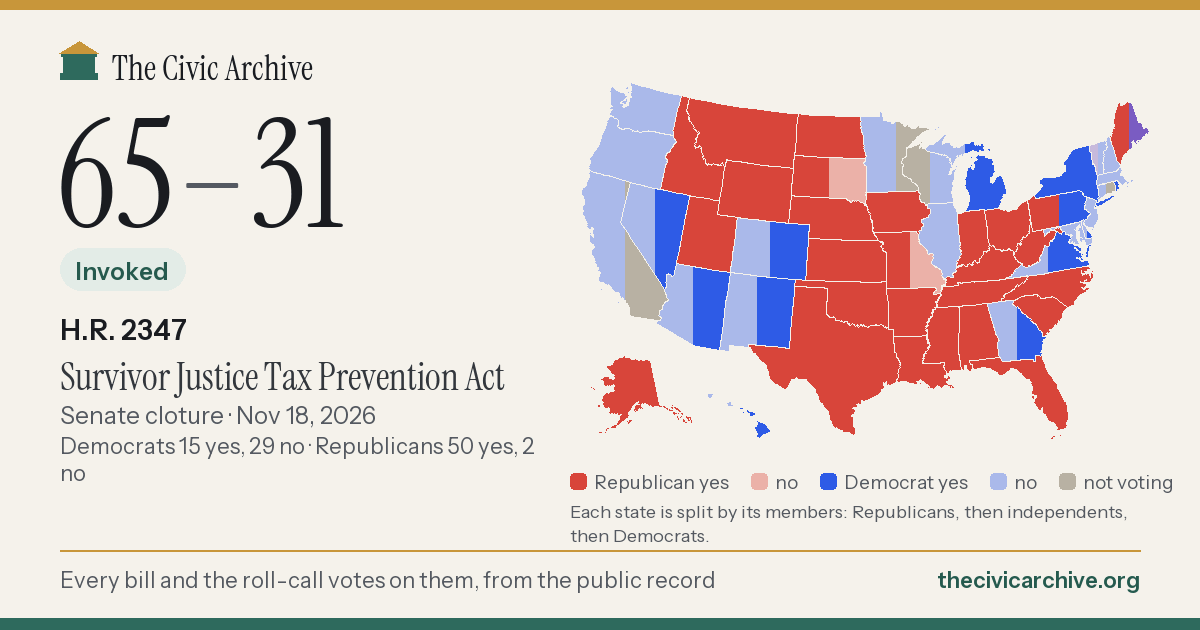 The Civic Archive
65–31
Invoked
H.R. 2347
Survivor Justice Tax Prevention Act
Senate cloture · Nov 18, 2026
Democrats 15 yes, 29 no · Republicans 50 yes, 2
no
Republican yes no Democrat yes no not voting
Each state is split by its members: Republicans, then independents,
then Democrats.
Every bill and the roll-call votes on them, from the public record
thecivicarchive.org